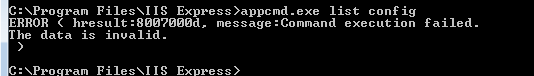 C:\Program Files\IIS Express>appcmd.exe list config
ERROR ( hresult:8007000d, message:Command execution failed.
The data is invalid.
)
C:\Program Files\IIS Express>